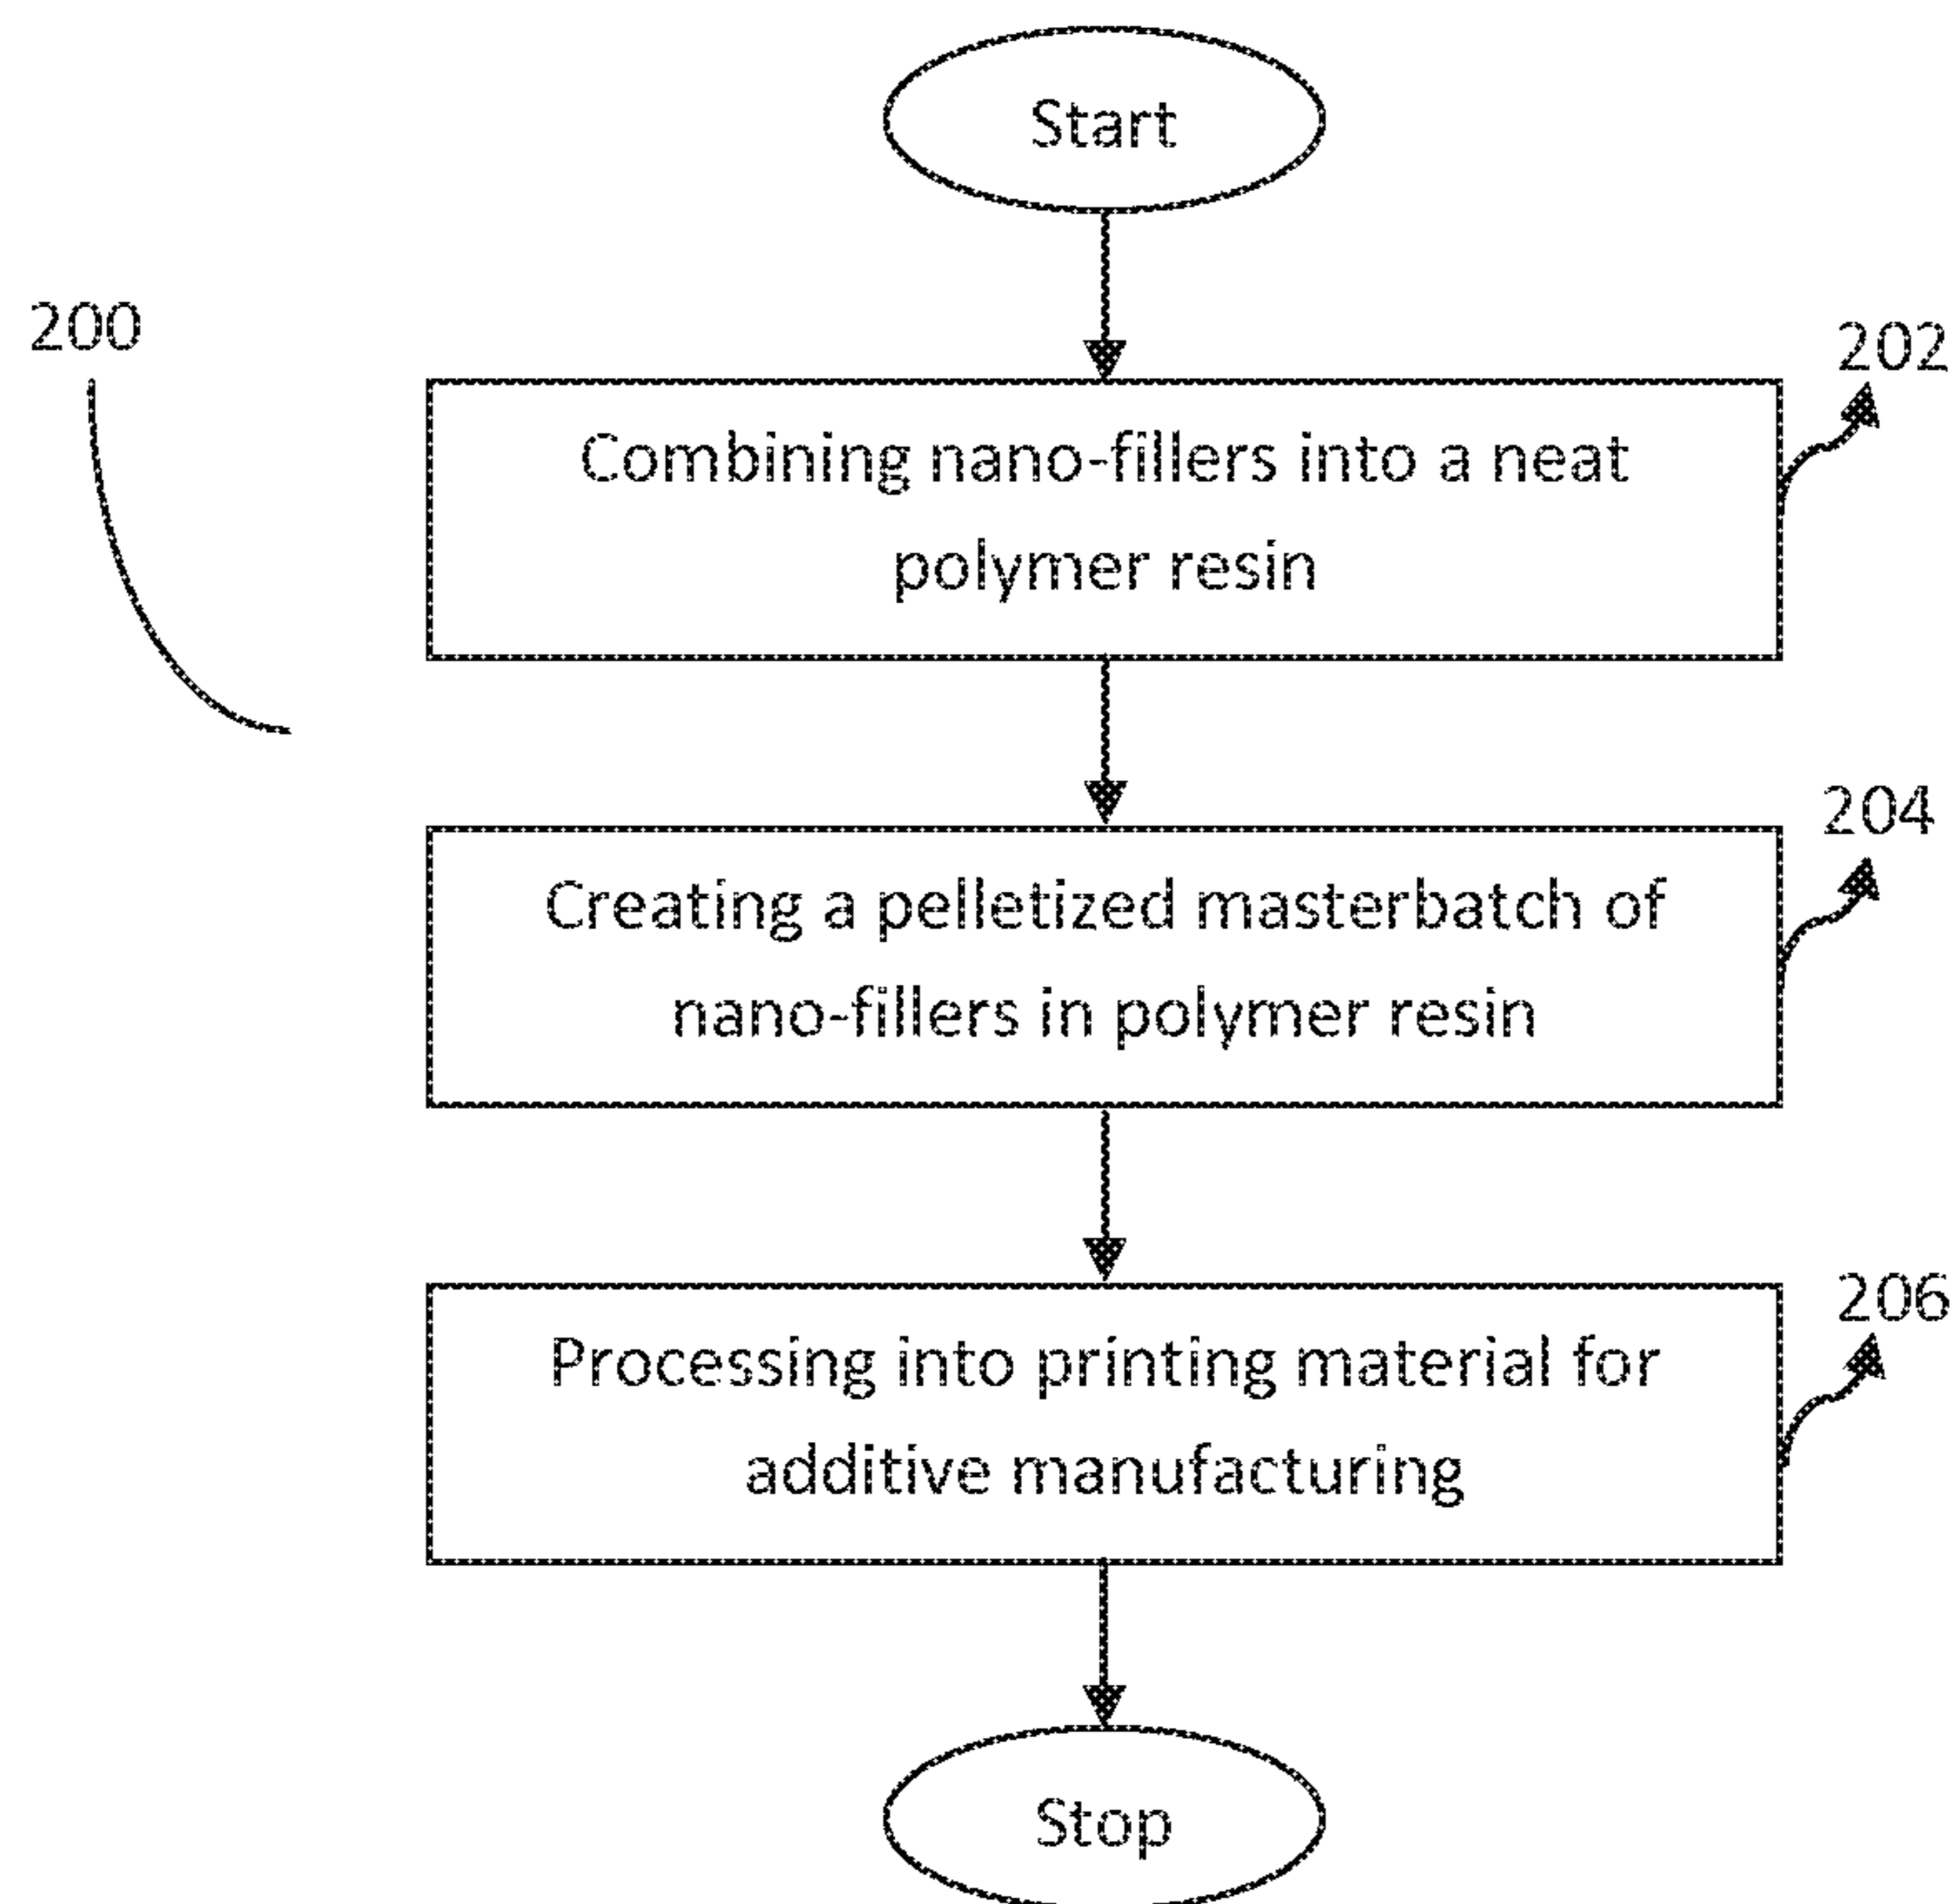 Start
200
202
Combining nano-fillers into a neat
polymer resin
204
Creating a pelletized masterbatch of
nano-fillers in polymer resin
206
Processing into printing material for
additive manufacturing
Stop